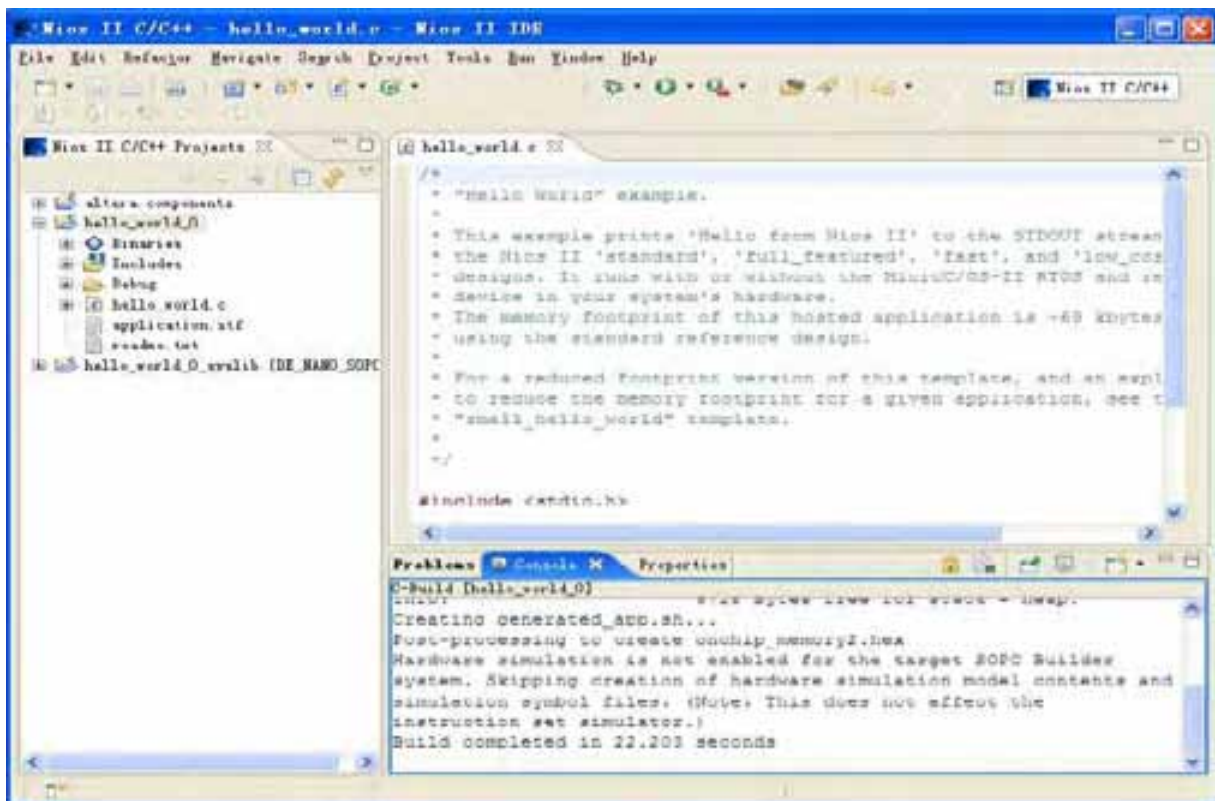 Nios II C/C++ - hello_world.c - Nios II IDE
File Edit Refactor Navigate Search Project Tools Run Window Help
Nios II C/C++
Nios II C/C++ Projects
altera.components
hello_world_0
Binaries
Includes
Debug
hello_world.c
application.stf
readme.txt
hello_world_0_syslib (DE_NANO_SOPC
hello_world.c
/*
* "Hello World" example.
*
* This example prints 'Hello from Nios II' to the STDOUT stream
* the Nios II 'standard', 'full_featured', 'fast', and 'low_cos
* designs. It runs with or without the MicroC/OS-II RTOS and re
* device in your system's hardware.
* The memory footprint of this hosted application is ~69 kbytes
* using the standard reference design.
*
* For a reduced footprint version of this template, and an expl
* to reduce the memory footprint for a given application, see t
* "small_hello_world" template.
*
*/
#include <stdio.h>
Problems Console Properties
C-Build [hello_world_0]
bytes free for stack + heap.
Creating generated_app.sh...
Post-processing to create onchip_memory2.hex
Hardware simulation is not enabled for the target SOPC Builder
system. Skipping creation of hardware simulation model contents and
simulation symbol files. (Note: This does not affect the
instruction set simulator.)
Build completed in 22.203 seconds